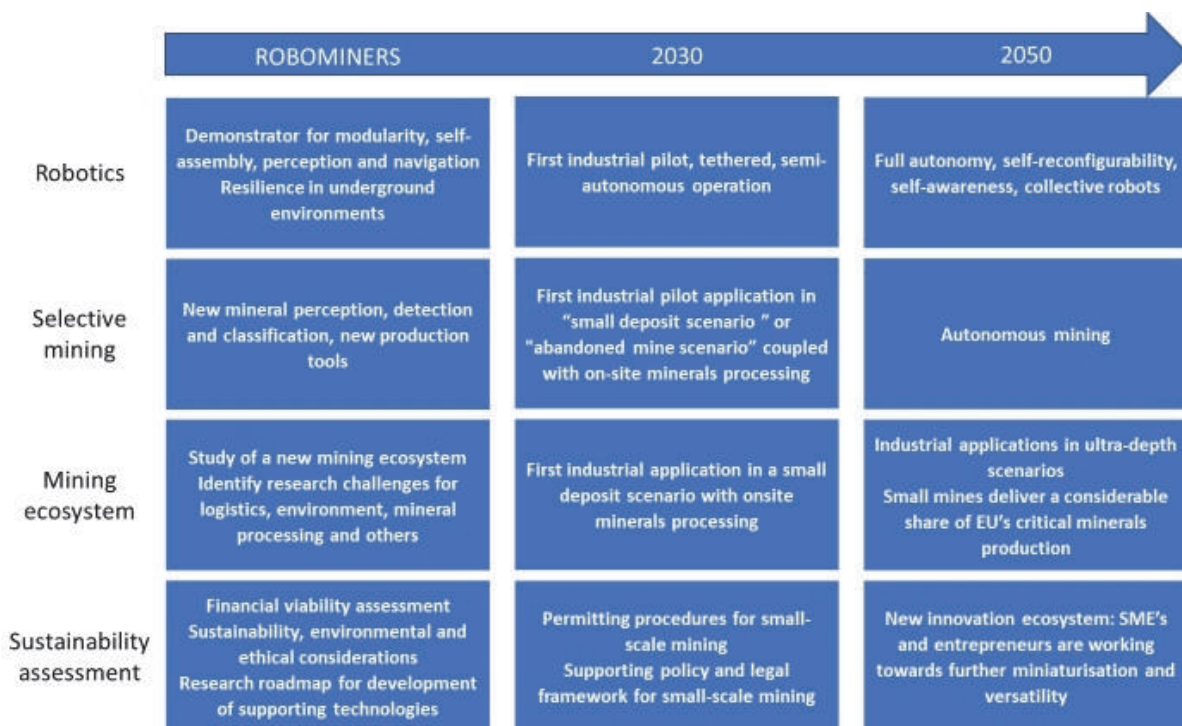 ROBOMINERS
2030
2050
Robotics
Demonstrator for modularity, self-
assembly, perception and navigation
Resilience in underground
environments
First industrial pilot, tethered, semi-
autonomous operation
Full autonomy, self-reconfigurability,
self-awareness, collective robots
Selective
mining
New mineral perception, detection
and classification, new production
tools
First industrial pilot application in
“small deposit scenario ” or
"abandoned mine scenario” coupled
with on-site minerals processing
Autonomous mining
Mining
ecosystem
Study of a new mining ecosystem
Identify research challenges for
logistics, environment, mineral
processing and others
First industrial application in a small
deposit scenario with onsite
minerals processing
Industrial applications in ultra-depth
scenarios
Small mines deliver a considerable
share of EU’s critical minerals
production
Sustainability
assessment
Financial viability assessment
Sustainability, environmental and
ethical considerations
Research roadmap for development
of supporting technologies
Permitting procedures for small-
scale mining
Supporting policy and legal
framework for small-scale mining
New innovation ecosystem: SME’s
and entrepreneurs are working
towards further miniaturisation and
versatility